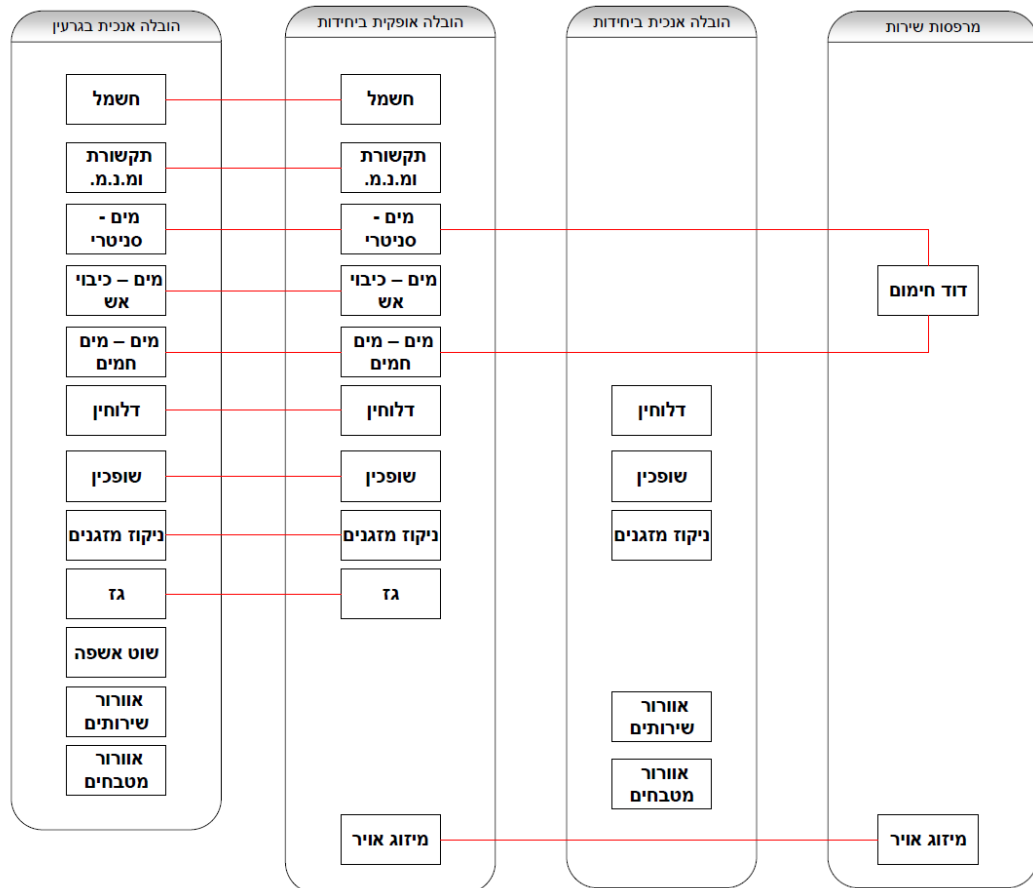 הובלה אנכית בגרעין
חשמל
תקשורת
ומ.נ.מ.
מים -
סניטרי
מים – כיבוי
אש
מים – מים
חמים
דלוחין
שופכין
ניקוז מזגנים
גז
שוט אשפה
אוורור
שירותים
אוורור
מטבחים
הובלה אופקית ביחידות
חשמל
תקשורת
ומ.נ.מ.
מים -
סניטרי
מים – כיבוי
אש
מים – מים
חמים
דלוחין
שופכין
ניקוז מזגנים
גז
מיזוג אויר
הובלה אנכית ביחידות
דלוחין
שופכין
ניקוז מזגנים
אוורור
שירותים
אוורור
מטבחים
מרפסות שירות
דוד חימום
מיזוג אויר